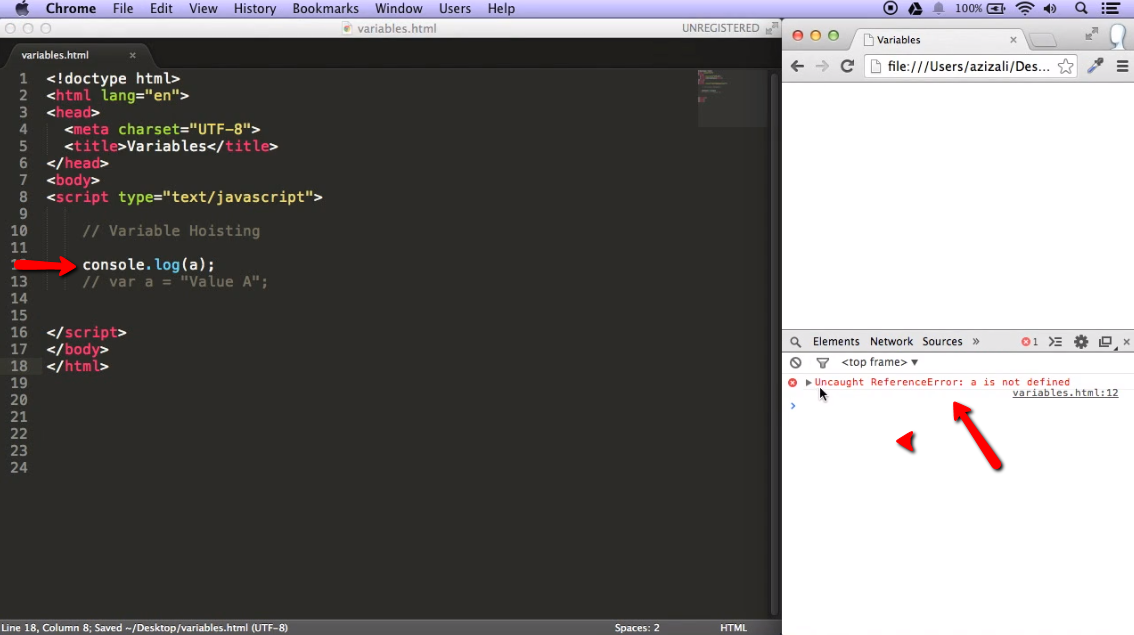 Chrome File Edit View History Bookmarks Window Users Help 100%
variables.html UNREGISTERED
variables.html ×
1 <!doctype html>
2 <html lang="en">
3 <head>
4 <meta charset="UTF-8">
5 <title>Variables</title>
6 </head>
7 <body>
8 <script type="text/javascript">
9
10 // Variable Hoisting
11
console.log(a);
13 // var a = "Value A";
14
15
16 </script>
17 </body>
18 </html>
19
20
21
22
23
24
Line 18, Column 8; Saved ~/Desktop/variables.html (UTF-8) Spaces: 2 HTML
Variables ×
file:///Users/azizali/Des...
Elements Network Sources » 1 ×
<top frame> ▼
Uncaught ReferenceError: a is not defined
variables.html:12